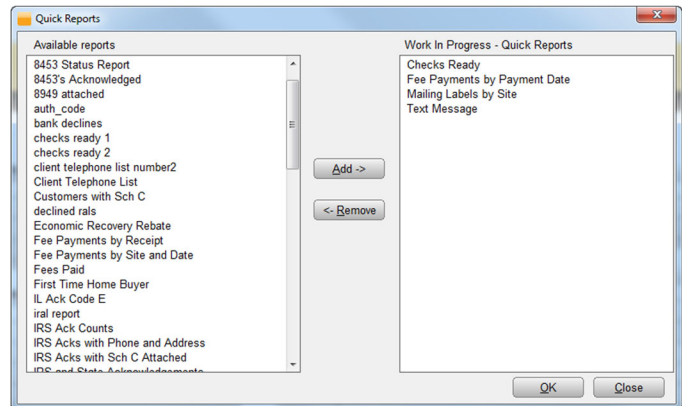 Quick Reports
Available reports
8453 Status Report
8453's Acknowledged
8949 attached
auth_code
bank declines
checks ready 1
checks ready 2
client telephone list number2
Client Telephone List
Customers with Sch C
declined rals
Economic Recovery Rebate
Fee Payments by Receipt
Fee Payments by Site and Date
Fees Paid
First Time Home Buyer
IL Ack Code E
iral report
IRS Ack Counts
IRS Acks with Phone and Address
IRS Acks with Sch C Attached
IRS and State Acknowledgements
Add ->
<- Remove
Work In Progress - Quick Reports
Checks Ready
Fee Payments by Payment Date
Mailing Labels by Site
Text Message
OK
Close